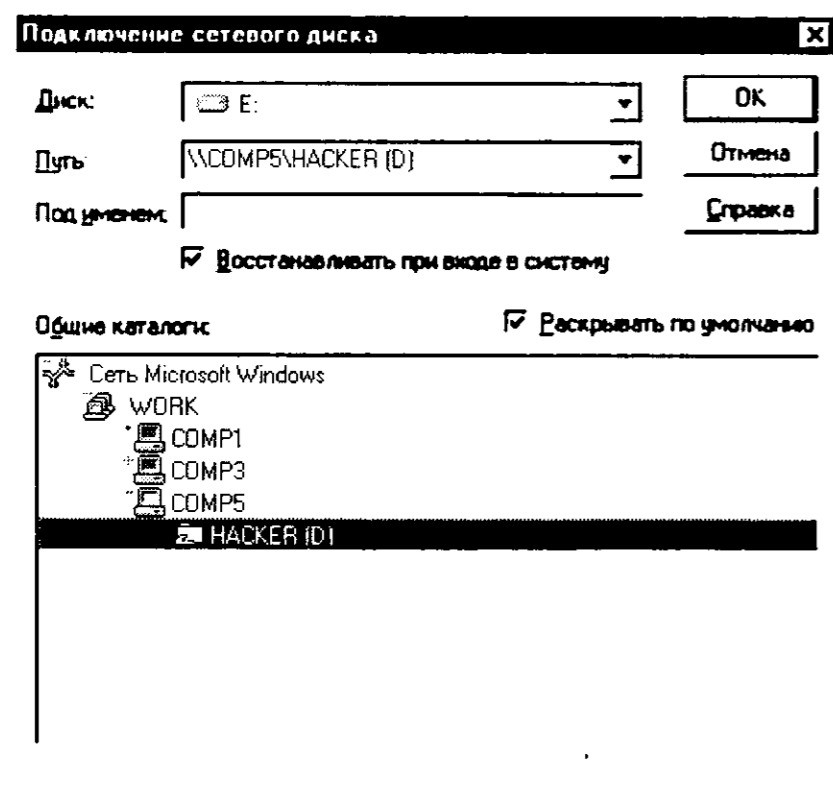 Подключение сетевого диска
Диск: E: OK
Путь: \\COMP5\HACKER (D) Отмена
Под именем: Справка
Восстанавливать при входе в систему
Общие каталоги: Раскрывать по умолчанию
Сеть Microsoft Windows
WORK
COMP1
COMP3
COMP5
HACKER (D)